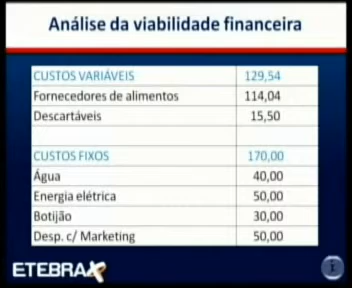 Análise da viabilidade financeira
CUSTOS VARIÁVEIS 129,54
Fornecedores de alimentos 114,04
Descartáveis 15,50
CUSTOS FIXOS 170,00
Água 40,00
Energia elétrica 50,00
Botijão 30,00
Desp. c/ Marketing 50,00
ETEBRAX